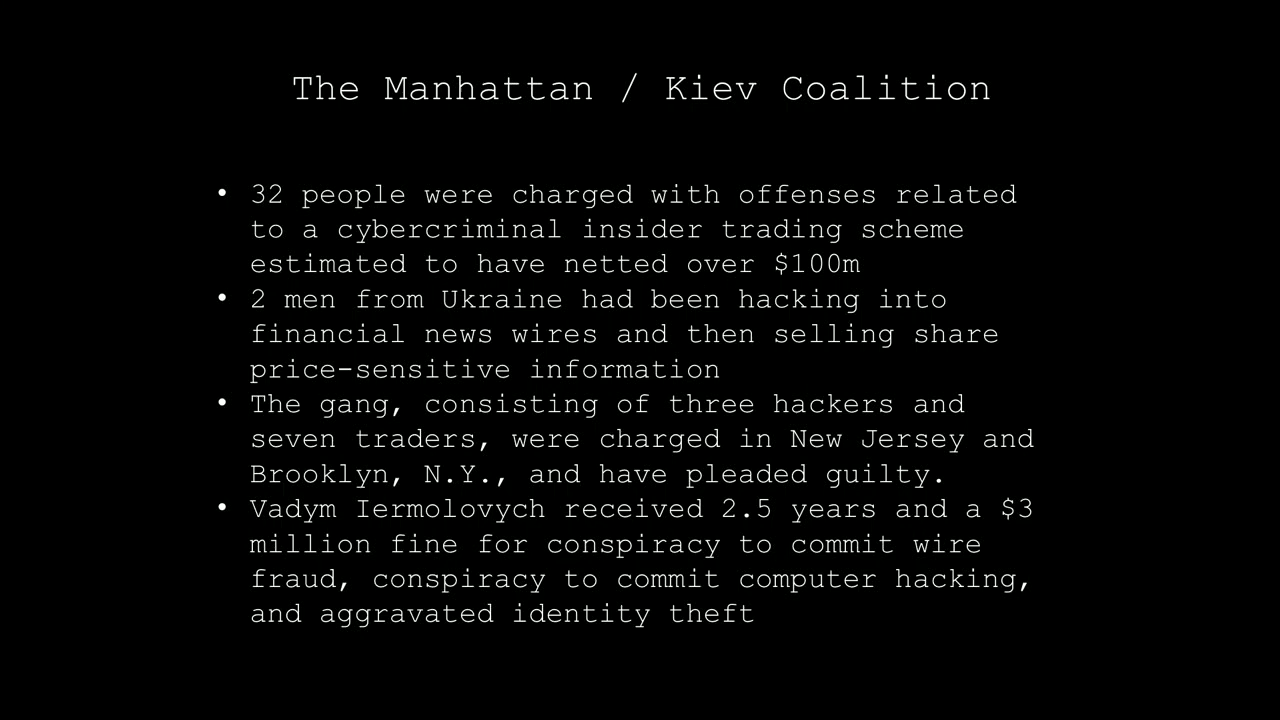 The Manhattan / Kiev Coalition
• 32 people were charged with offenses related
to a cybercriminal insider trading scheme
estimated to have netted over $100m
• 2 men from Ukraine had been hacking into
financial news wires and then selling share
price-sensitive information
• The gang, consisting of three hackers and
seven traders, were charged in New Jersey and
Brooklyn, N.Y., and have pleaded guilty.
• Vadym Iermolovych received 2.5 years and a $3
million fine for conspiracy to commit wire
fraud, conspiracy to commit computer hacking,
and aggravated identity theft